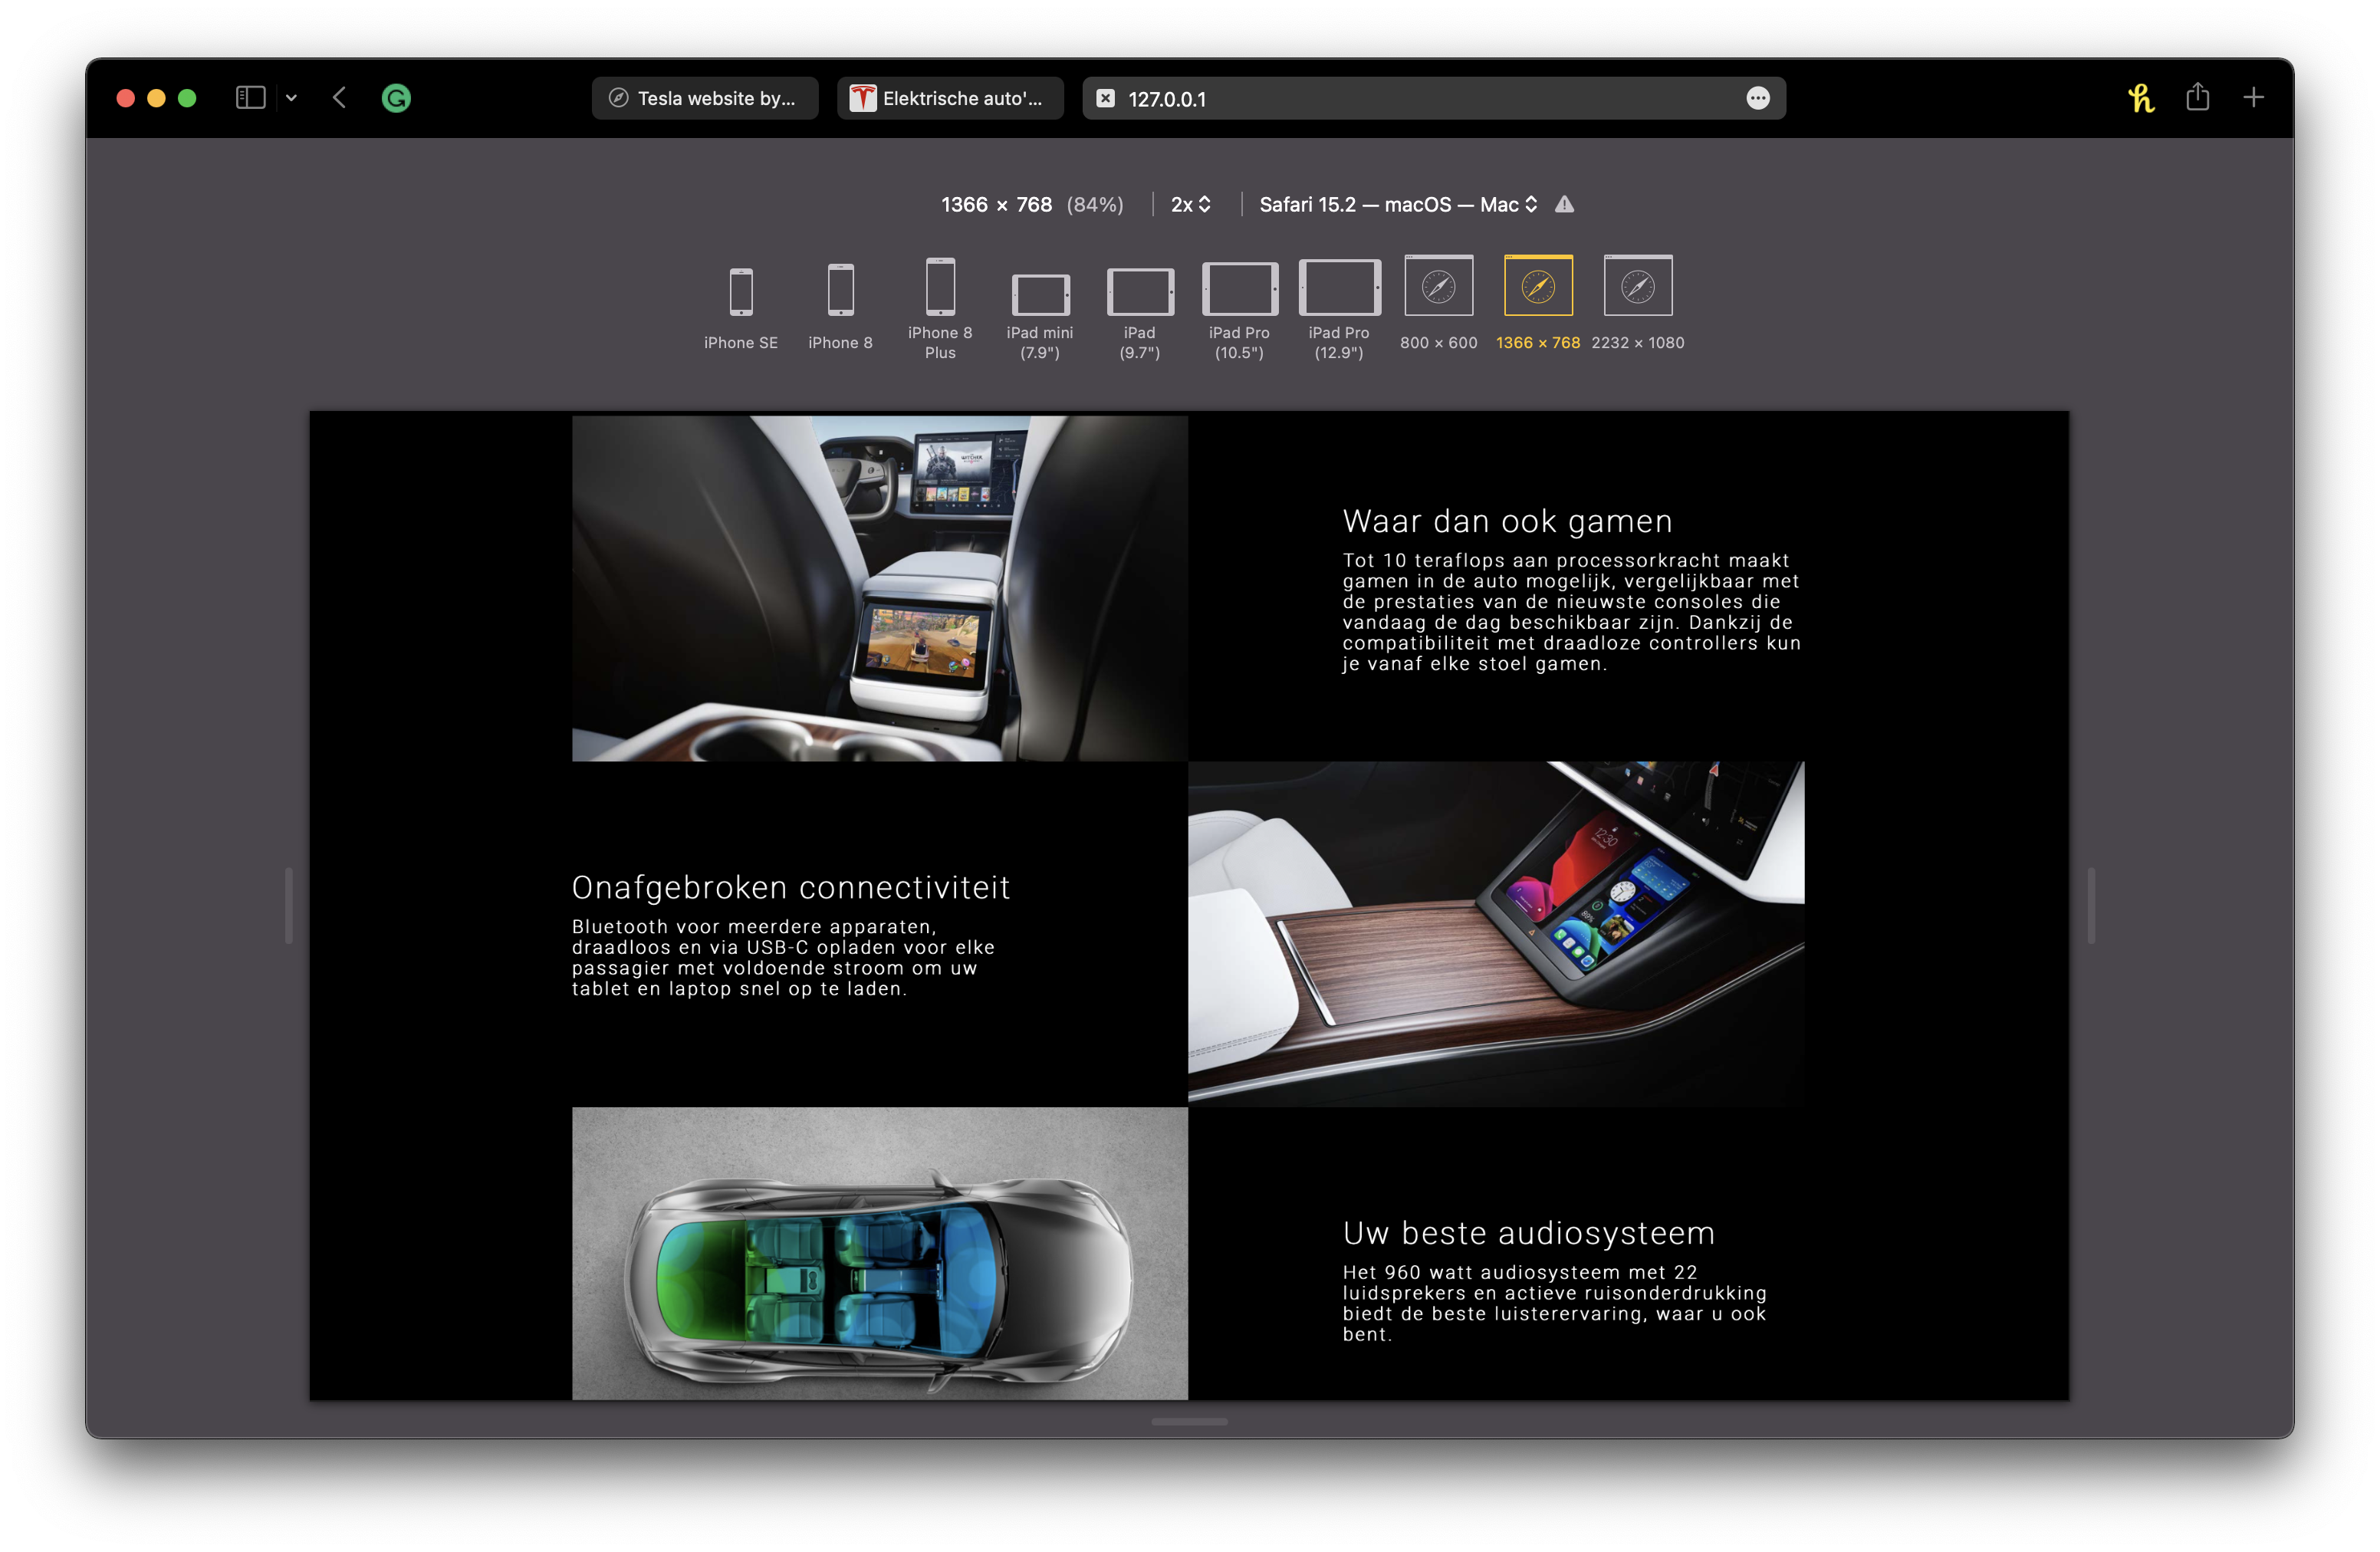 Tesla website by...
Elektrische auto'...
127.0.0.1
1366 × 768 (84%)
2x
Safari 15.2 — macOS — Mac
iPhone SE
iPhone 8
iPhone 8
Plus
iPad mini
(7.9")
iPad
(9.7")
iPad Pro
(10.5")
iPad Pro
(12.9")
800 × 600
1366 × 768
2232 × 1080
WITCHER
Waar dan ook gamen
Tot 10 teraflops aan processorkracht maakt
gamen in de auto mogelijk, vergelijkbaar met
de prestaties van de nieuwste consoles die
vandaag de dag beschikbaar zijn. Dankzij de
compatibiliteit met draadloze controllers kun
je vanaf elke stoel gamen.
12:30
89%
Onafgebroken connectiviteit
Bluetooth voor meerdere apparaten,
draadloos en via USB-C opladen voor elke
passagier met voldoende stroom om uw
tablet en laptop snel op te laden.
Uw beste audiosysteem
Het 960 watt audiosysteem met 22
luidsprekers en actieve ruisonderdrukking
biedt de beste luisterervaring, waar u ook
bent.